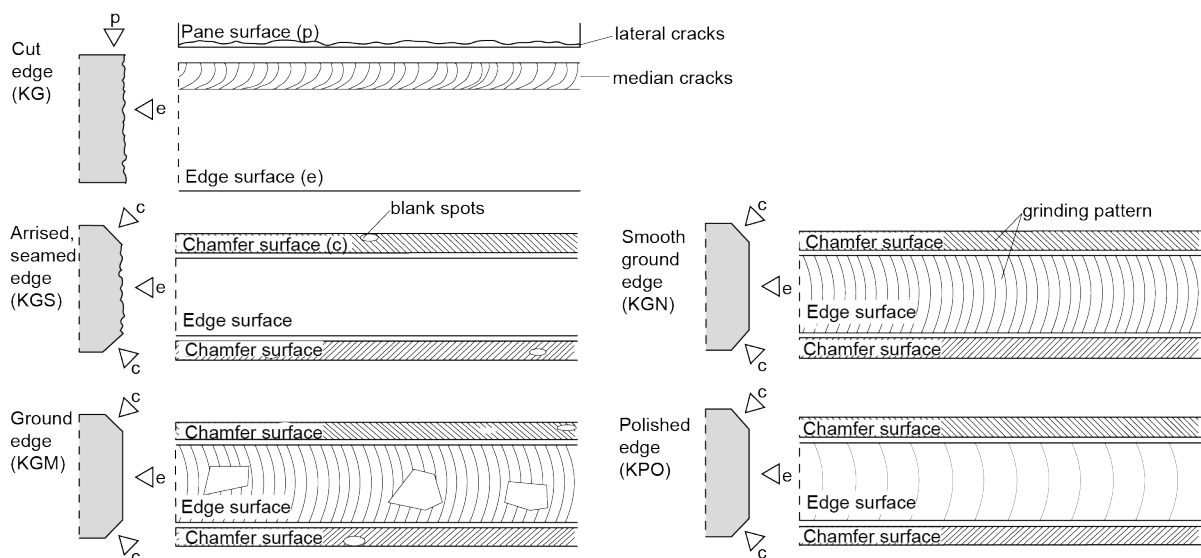 p
Cut
edge
(KG)
e
Pane surface (p)
lateral cracks
median cracks
Edge surface (e)
Arrised,
seamed
edge
(KGS)
c
e
c
blank spots
Chamfer surface (c)
Edge surface
Chamfer surface
Smooth
ground
edge
(KGN)
c
e
c
grinding pattern
Chamfer surface
Edge surface
Chamfer surface
Ground
edge
(KGM)
c
e
c
Chamfer surface
Edge surface
Chamfer surface
Polished
edge
(KPO)
c
e
c
Chamfer surface
Edge surface
Chamfer surface